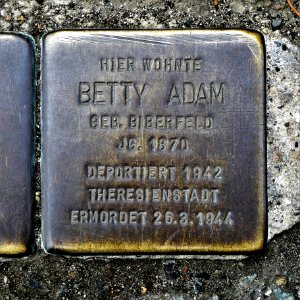 HIER WOHNTE
BETTY ADAM
GEB. BIBERFELD
JG. 1870
DEPORTIERT 1942
THERESIENSTADT
ERMORDET 26.3.1944